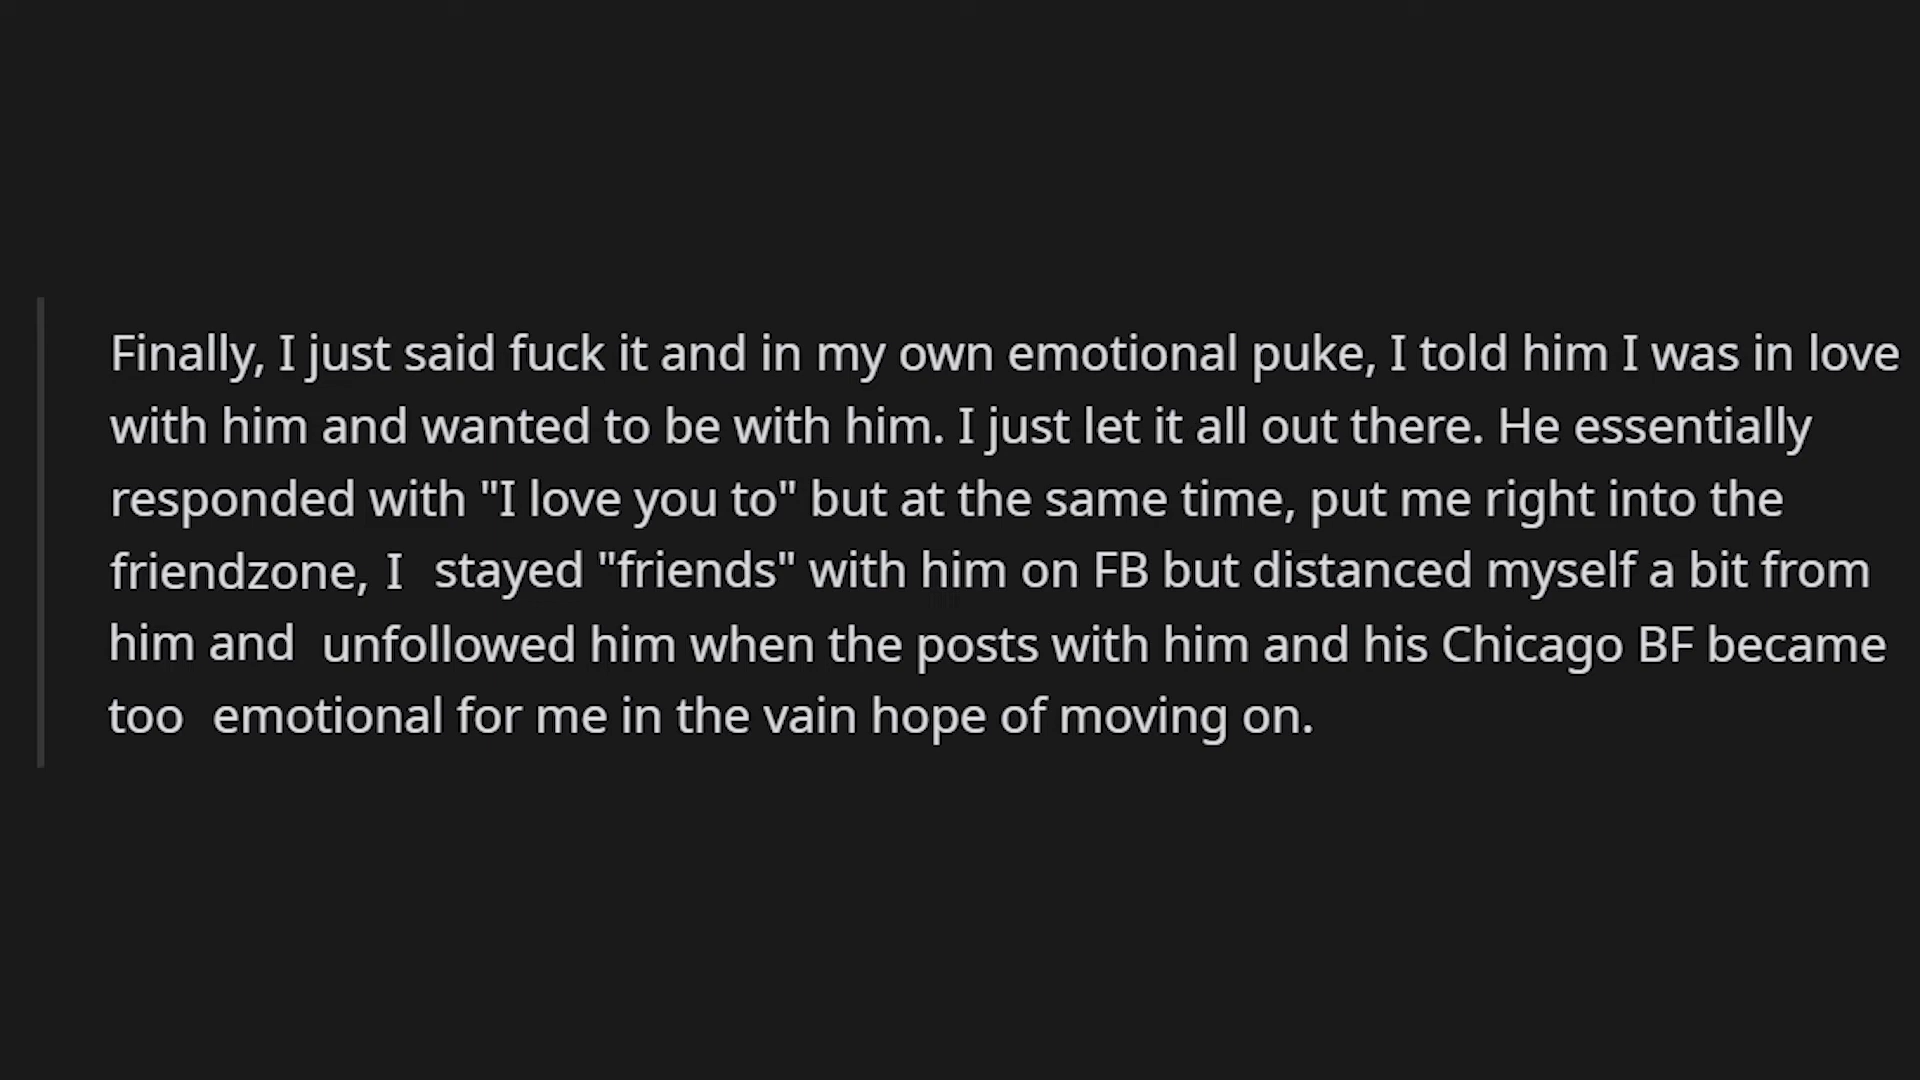 Finally, I just said fuck it and in my own emotional puke, I told him I was in love
with him and wanted to be with him. I just let it all out there. He essentially
responded with "I love you to" but at the same time, put me right into the
friendzone, I stayed "friends" with him on FB but distanced myself a bit from
him and unfollowed him when the posts with him and his Chicago BF became
too emotional for me in the vain hope of moving on.